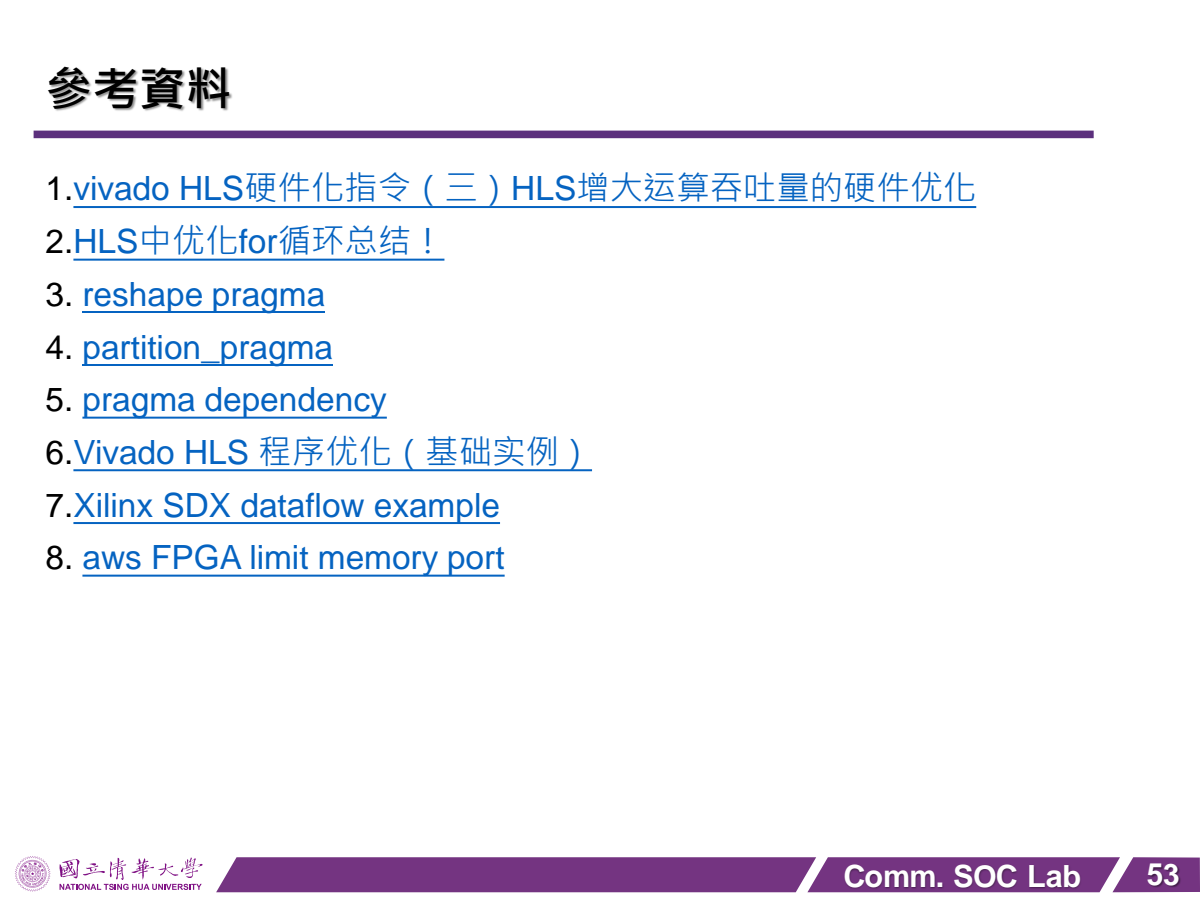 參考資料
1.vivado HLS硬件化指令（三）HLS增大运算吞吐量的硬件优化
2.HLS中优化for循环总结！
3. reshape pragma
4. partition_pragma
5. pragma dependency
6.Vivado HLS 程序优化（基础实例）
7.Xilinx SDX dataflow example
8. aws FPGA limit memory port
國立清華大學
NATIONAL TSING HUA UNIVERSITY
Comm. SOC Lab
53